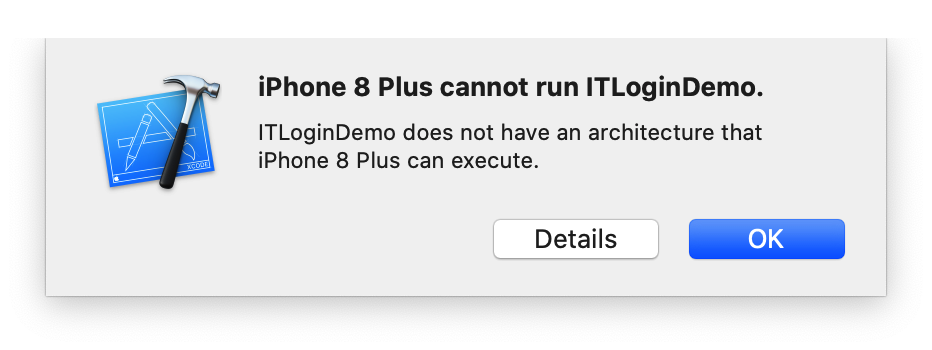 iPhone 8 Plus cannot run ITLoginDemo.
ITLoginDemo does not have an architecture that
iPhone 8 Plus can execute.
XCODE
Details
OK